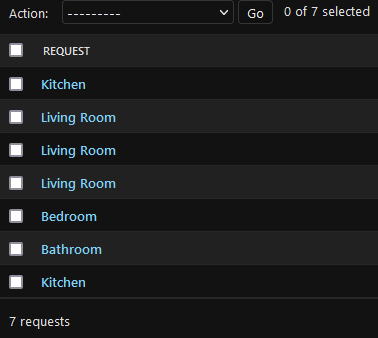 Action: --------- Go 0 of 7 selected
REQUEST
Kitchen
Living Room
Living Room
Living Room
Bedroom
Bathroom
Kitchen
7 requests